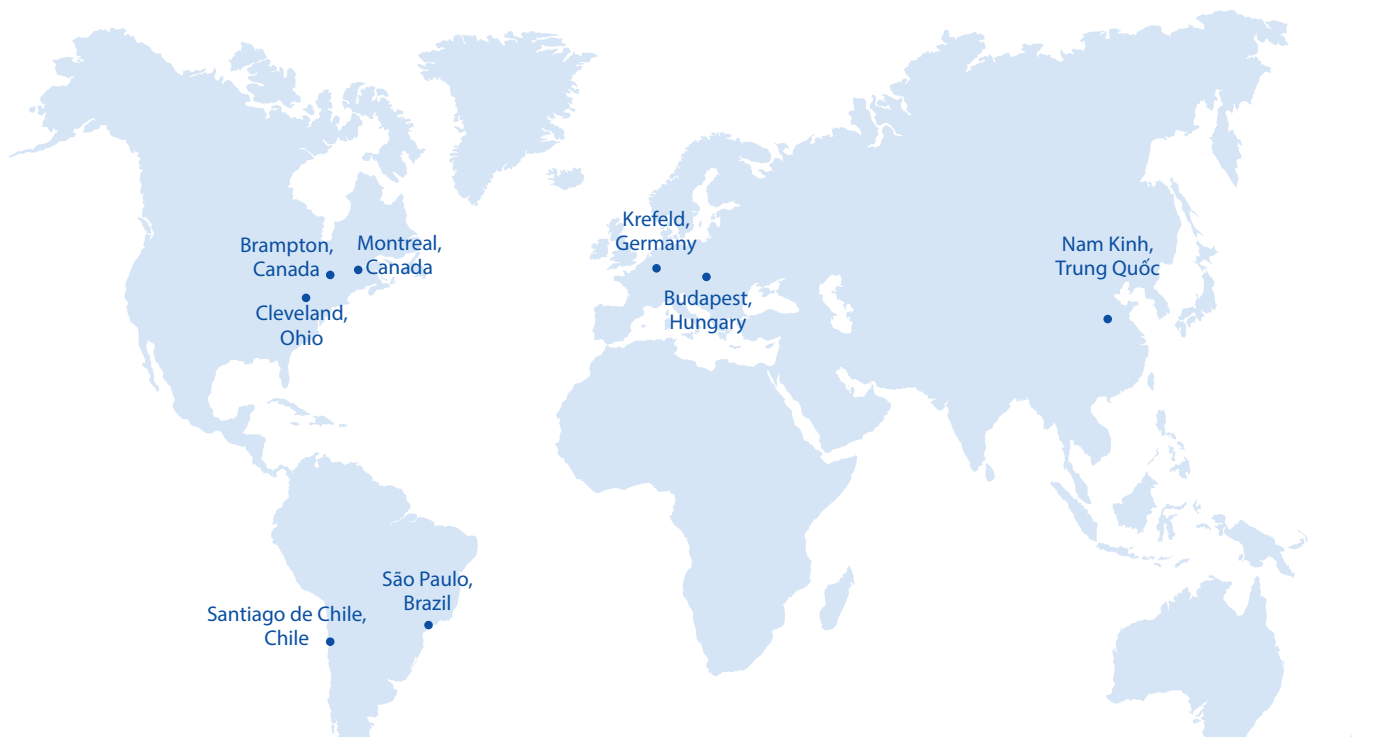 Brampton,
Canada
Montreal,
Canada
Cleveland,
Ohio
Krefeld,
Germany
Budapest,
Hungary
Nam Kinh,
Trung Quốc
São Paulo,
Brazil
Santiago de Chile,
Chile